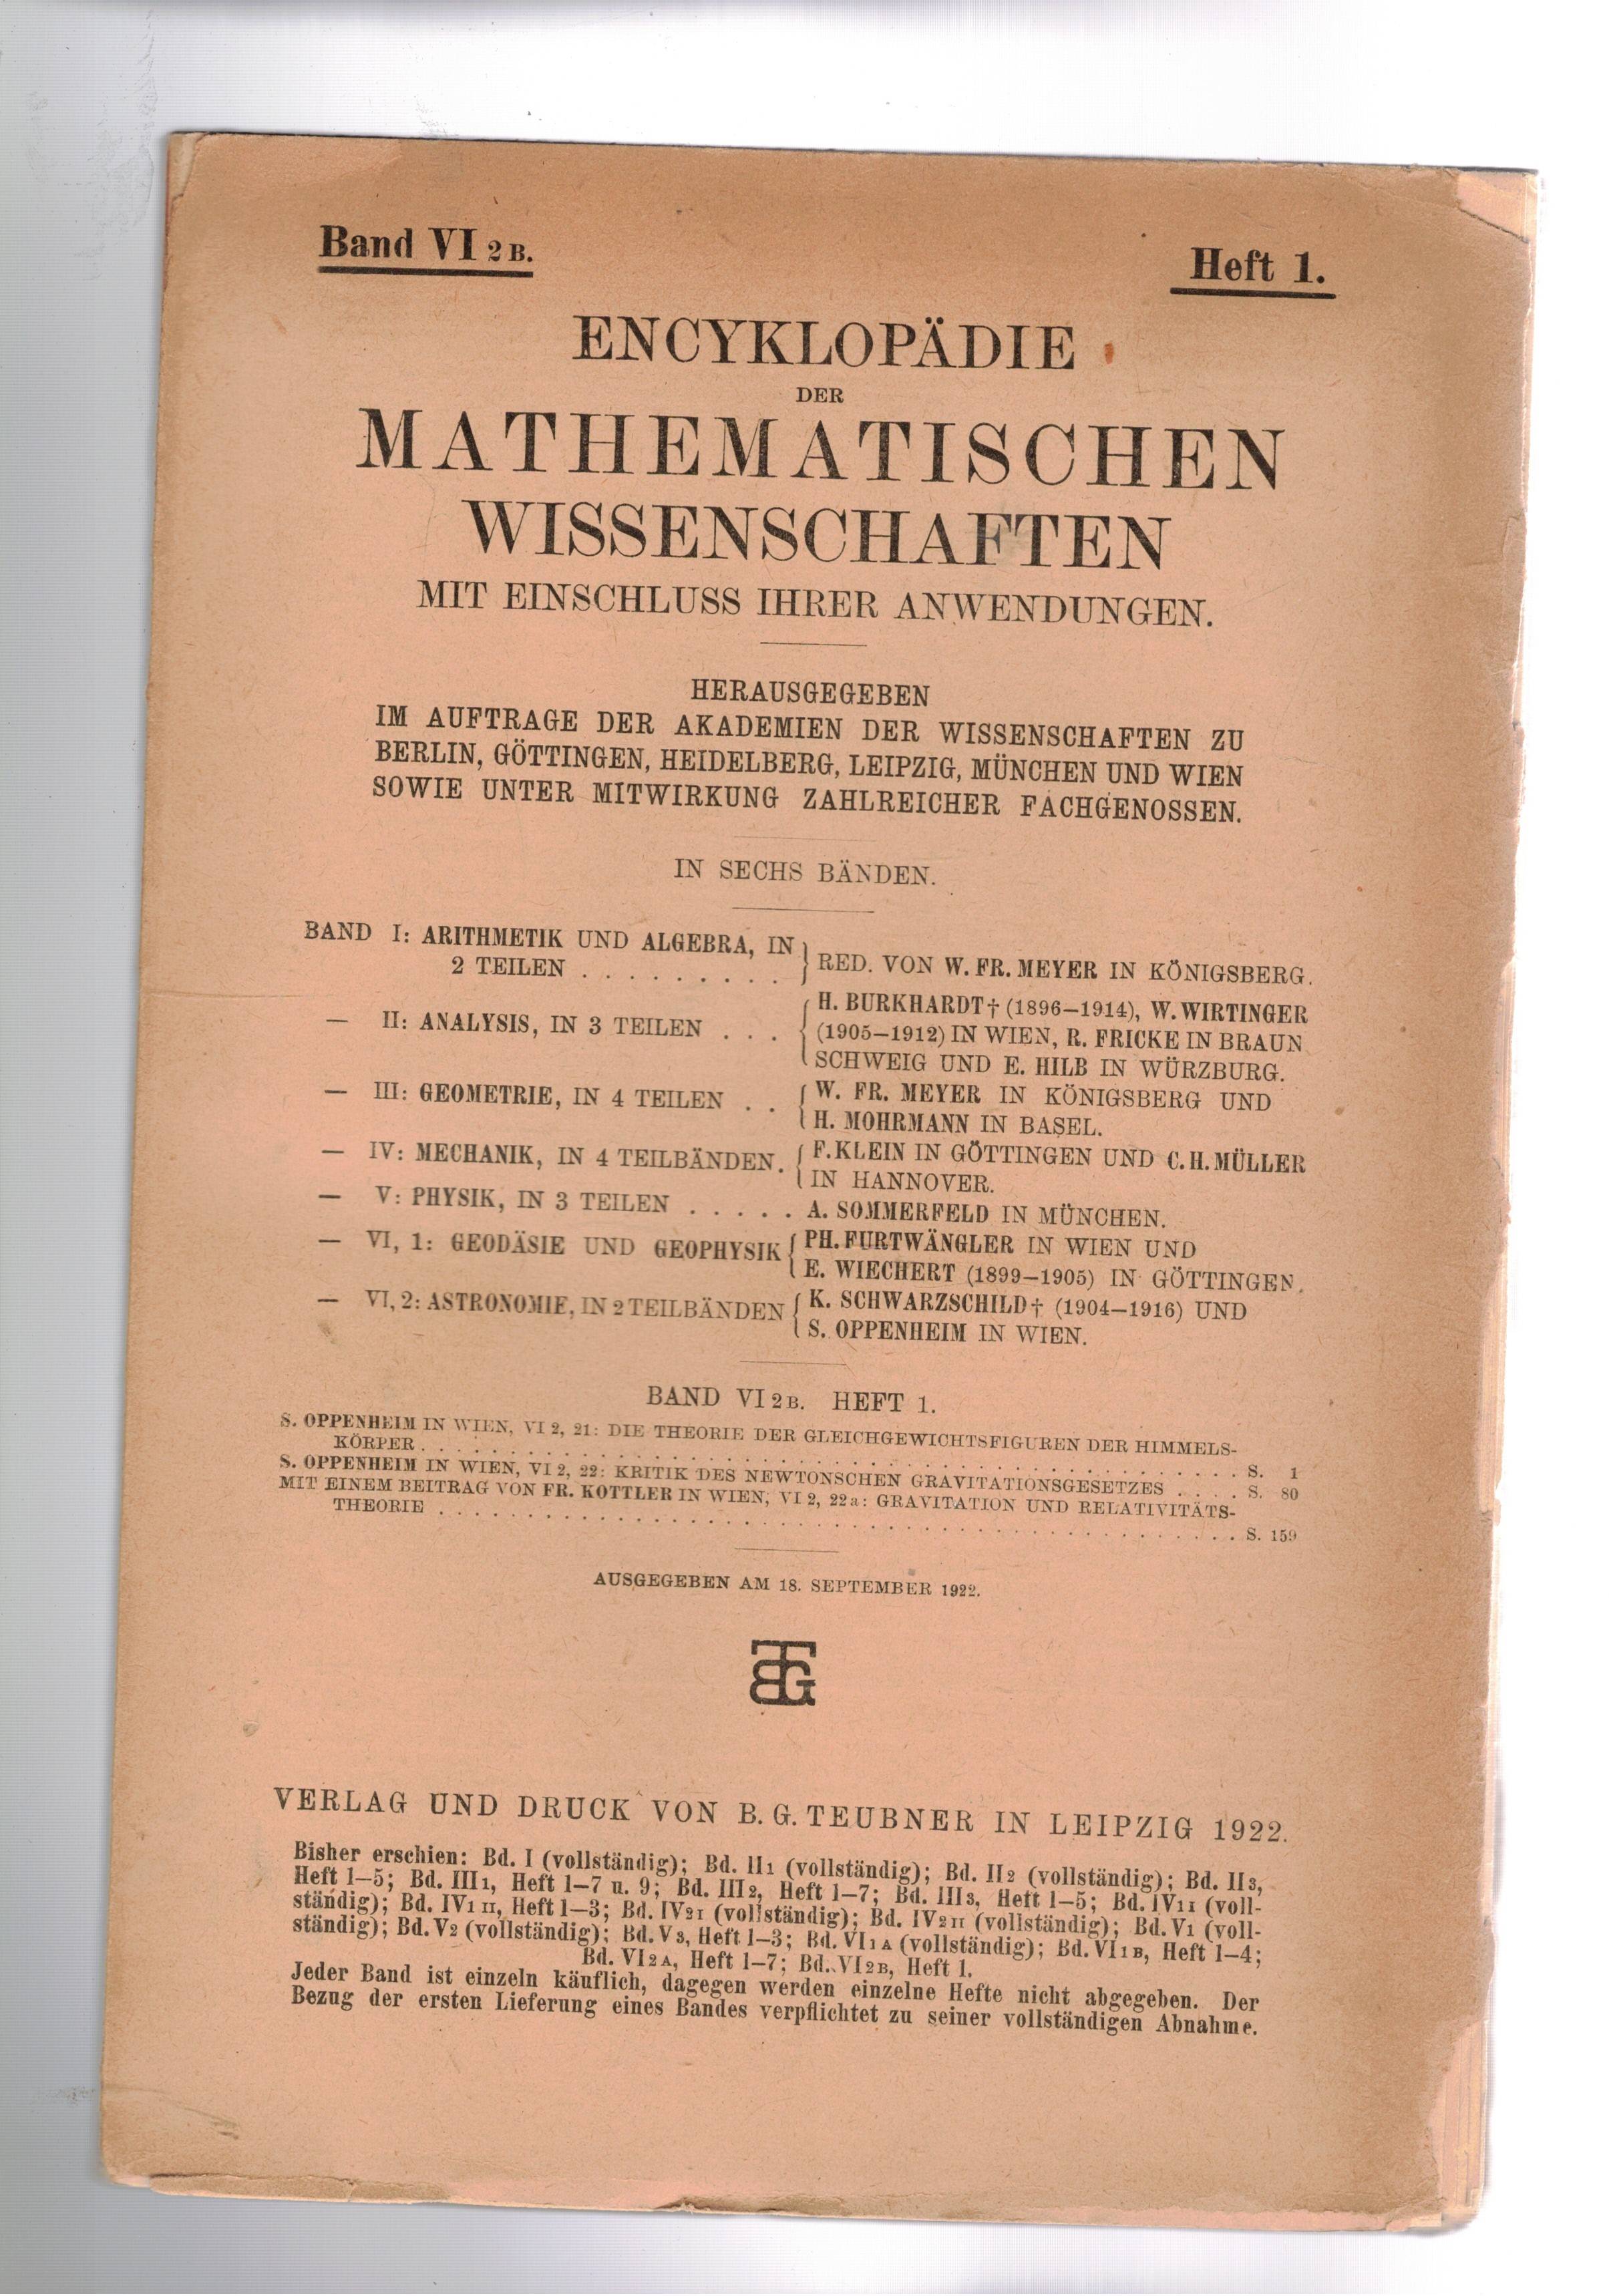 Band VI 2 B.
Heft 1.
ENCYKLOPÄDIE
DER
MATHEMATISCHEN
WISSENSCHAFTEN
MIT EINSCHLUSS IHRER ANWENDUNGEN.
HERAUSGEGEBEN
IM AUFTRAGE DER AKADEMIEN DER WISSENSCHAFTEN ZU
BERLIN, GÖTTINGEN, HEIDELBERG, LEIPZIG, MÜNCHEN UND WIEN
SOWIE UNTER MITWIRKUNG ZAHLREICHER FACHGENOSSEN.
IN SECHS BÄNDEN.
BAND I: ARITHMETIK UND ALGEBRA, IN
2 TEILEN . . . . . . . . . } RED. VON W. FR. MEYER IN KÖNIGSBERG.
— II: ANALYSIS, IN 3 TEILEN . . . { H. BURKHARDT† (1896–1914), W. WIRTINGER
(1905–1912) IN WIEN, R. FRICKE IN BRAUN
SCHWEIG UND E. HILB IN WÜRZBURG.
— III: GEOMETRIE, IN 4 TEILEN . . { W. FR. MEYER IN KÖNIGSBERG UND
H. MOHRMANN IN BASEL.
— IV: MECHANIK, IN 4 TEILBÄNDEN. { F. KLEIN IN GÖTTINGEN UND C. H. MÜLLER
IN HANNOVER.
— V: PHYSIK, IN 3 TEILEN . . . . . A. SOMMERFELD IN MÜNCHEN.
— VI, 1: GEODÄSIE UND GEOPHYSIK { PH. FURTWÄNGLER IN WIEN UND
E. WIECHERT (1899–1905) IN GÖTTINGEN.
— VI, 2: ASTRONOMIE, IN 2 TEILBÄNDEN { K. SCHWARZSCHILD† (1904–1916) UND
S. OPPENHEIM IN WIEN.
BAND VI 2 B. HEFT 1.
S. OPPENHEIM IN WIEN, VI 2, 21: DIE THEORIE DER GLEICHGEWICHTSFIGUREN DER HIMMELS-
KÖRPER . . . . . . . . . . S. 1
S. OPPENHEIM IN WIEN, VI 2, 22: KRITIK DES NEWTONSCHEN GRAVITATIONSGESETZES . . . . S. 80
MIT EINEM BEITRAG VON FR. KOTTLER IN WIEN, VI 2, 22a: GRAVITATION UND RELATIVITÄTS-
THEORIE . . . . . . . . . . S. 159
AUSGEGEBEN AM 18. SEPTEMBER 1922.
BTG
VERLAG UND DRUCK VON B. G. TEUBNER IN LEIPZIG 1922.
Bisher erschien: Bd. I (vollständig); Bd. II1 (vollständig); Bd. II2 (vollständig); Bd. II3,
Heft 1–5; Bd. III1, Heft 1–7 u. 9; Bd. III2, Heft 1–7; Bd. III3, Heft 1–5; Bd. IV1I (voll-
ständig); Bd. IV1II, Heft 1–3; Bd. IV2I (vollständig); Bd. IV2II (vollständig); Bd. V1 (voll-
ständig); Bd. V2 (vollständig); Bd. V3, Heft 1–3; Bd. VI1A (vollständig); Bd. VI1B, Heft 1–4;
Bd. VI2A, Heft 1–7; Bd. VI2B, Heft 1.
Jeder Band ist einzeln käuflich, dagegen werden einzelne Hefte nicht abgegeben. Der
Bezug der ersten Lieferung eines Bandes verpflichtet zu seiner vollständigen Abnahme.